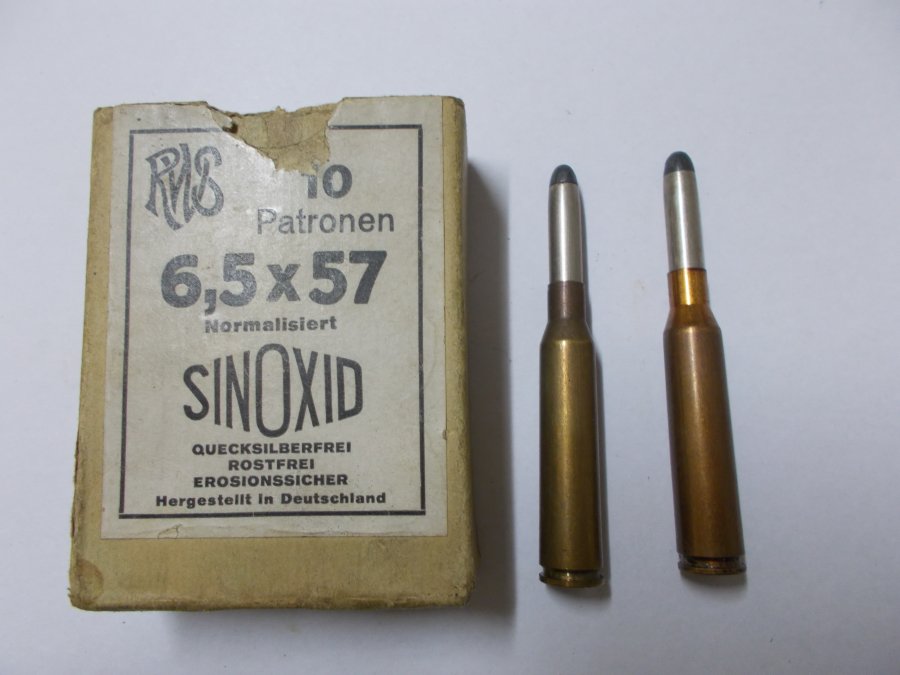 RWS
10
Patronen
6,5x57
Normalisiert
SINOXID
QUECKSILBERFREI
ROSTFREI
EROSIONSSICHER
Hergestellt in Deutschland